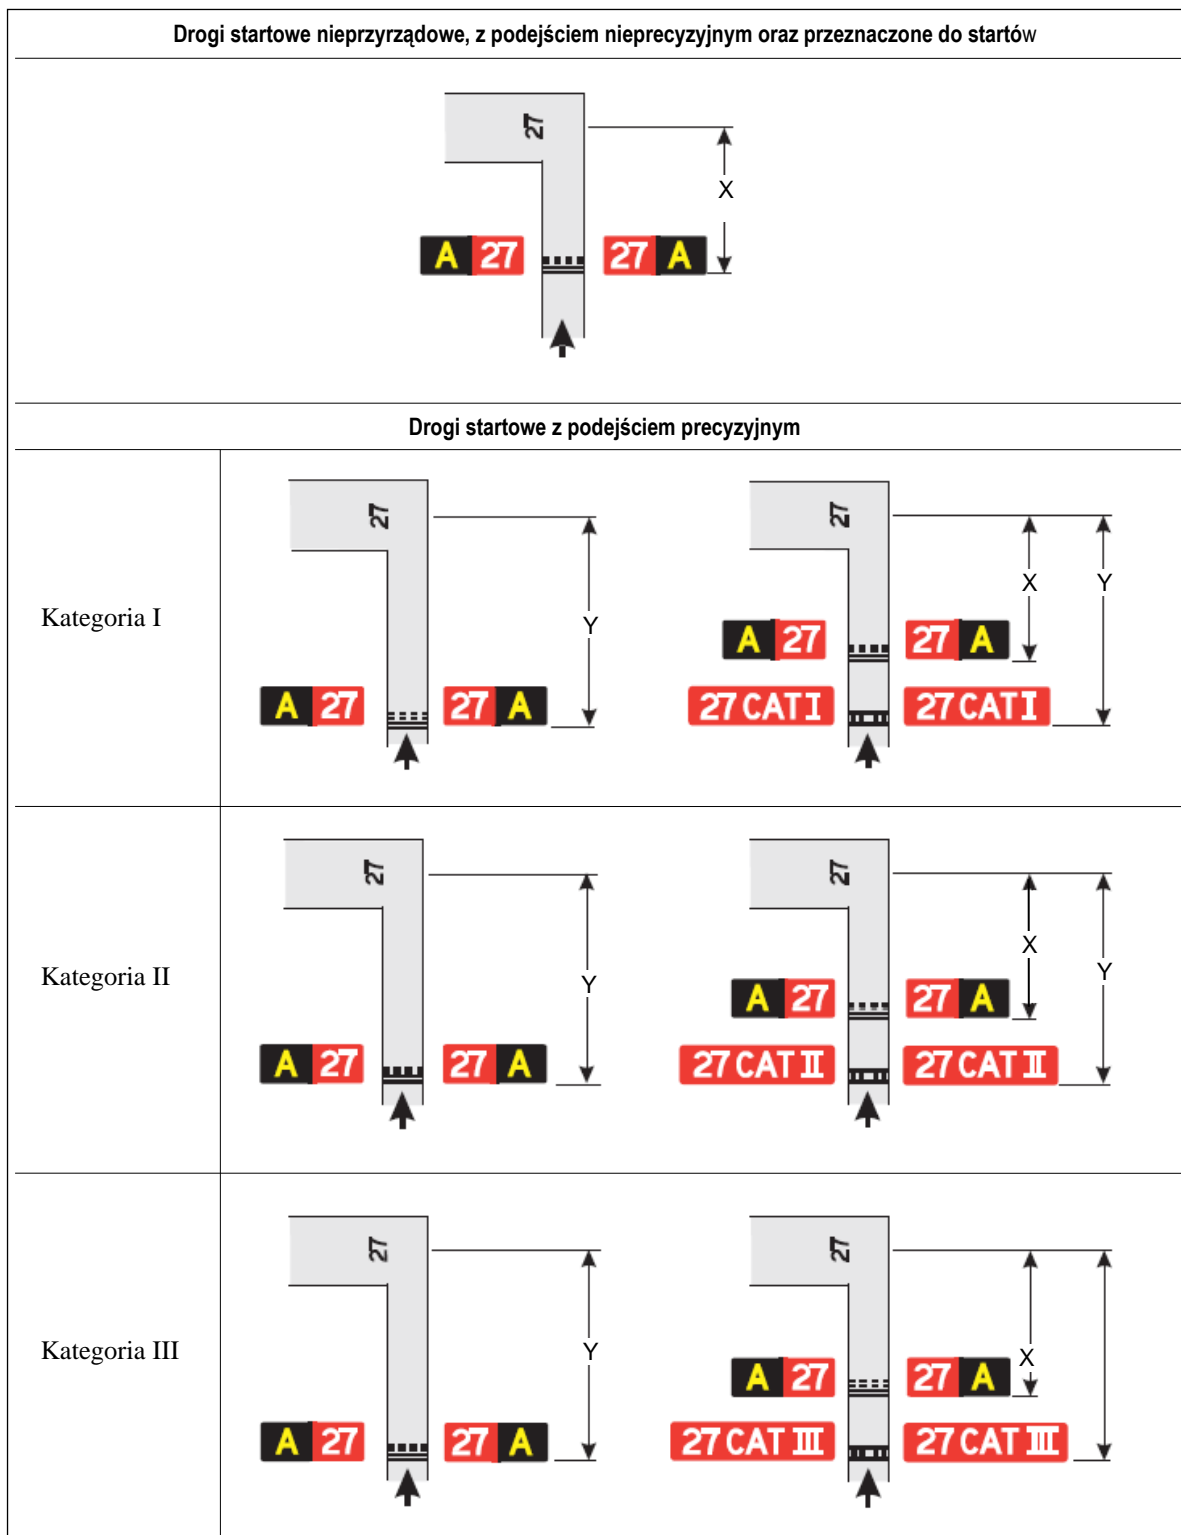 Drogi startowe nieprzyrządowe, z podejściem nieprecyzyjnym oraz przeznaczone do startów
27
X
A 27 27 A
Drogi startowe z podejściem precyzyjnym
Kategoria I
27 27
X Y
Y
A 27 27 A
A 27 27 A 27 CAT I 27 CAT I
Kategoria II
27 27
X Y
Y
A 27 27 A
A 27 27 A 27 CAT II 27 CAT II
Kategoria III
27 27
Y X
A 27 27 A
A 27 27 A 27 CAT III 27 CAT III